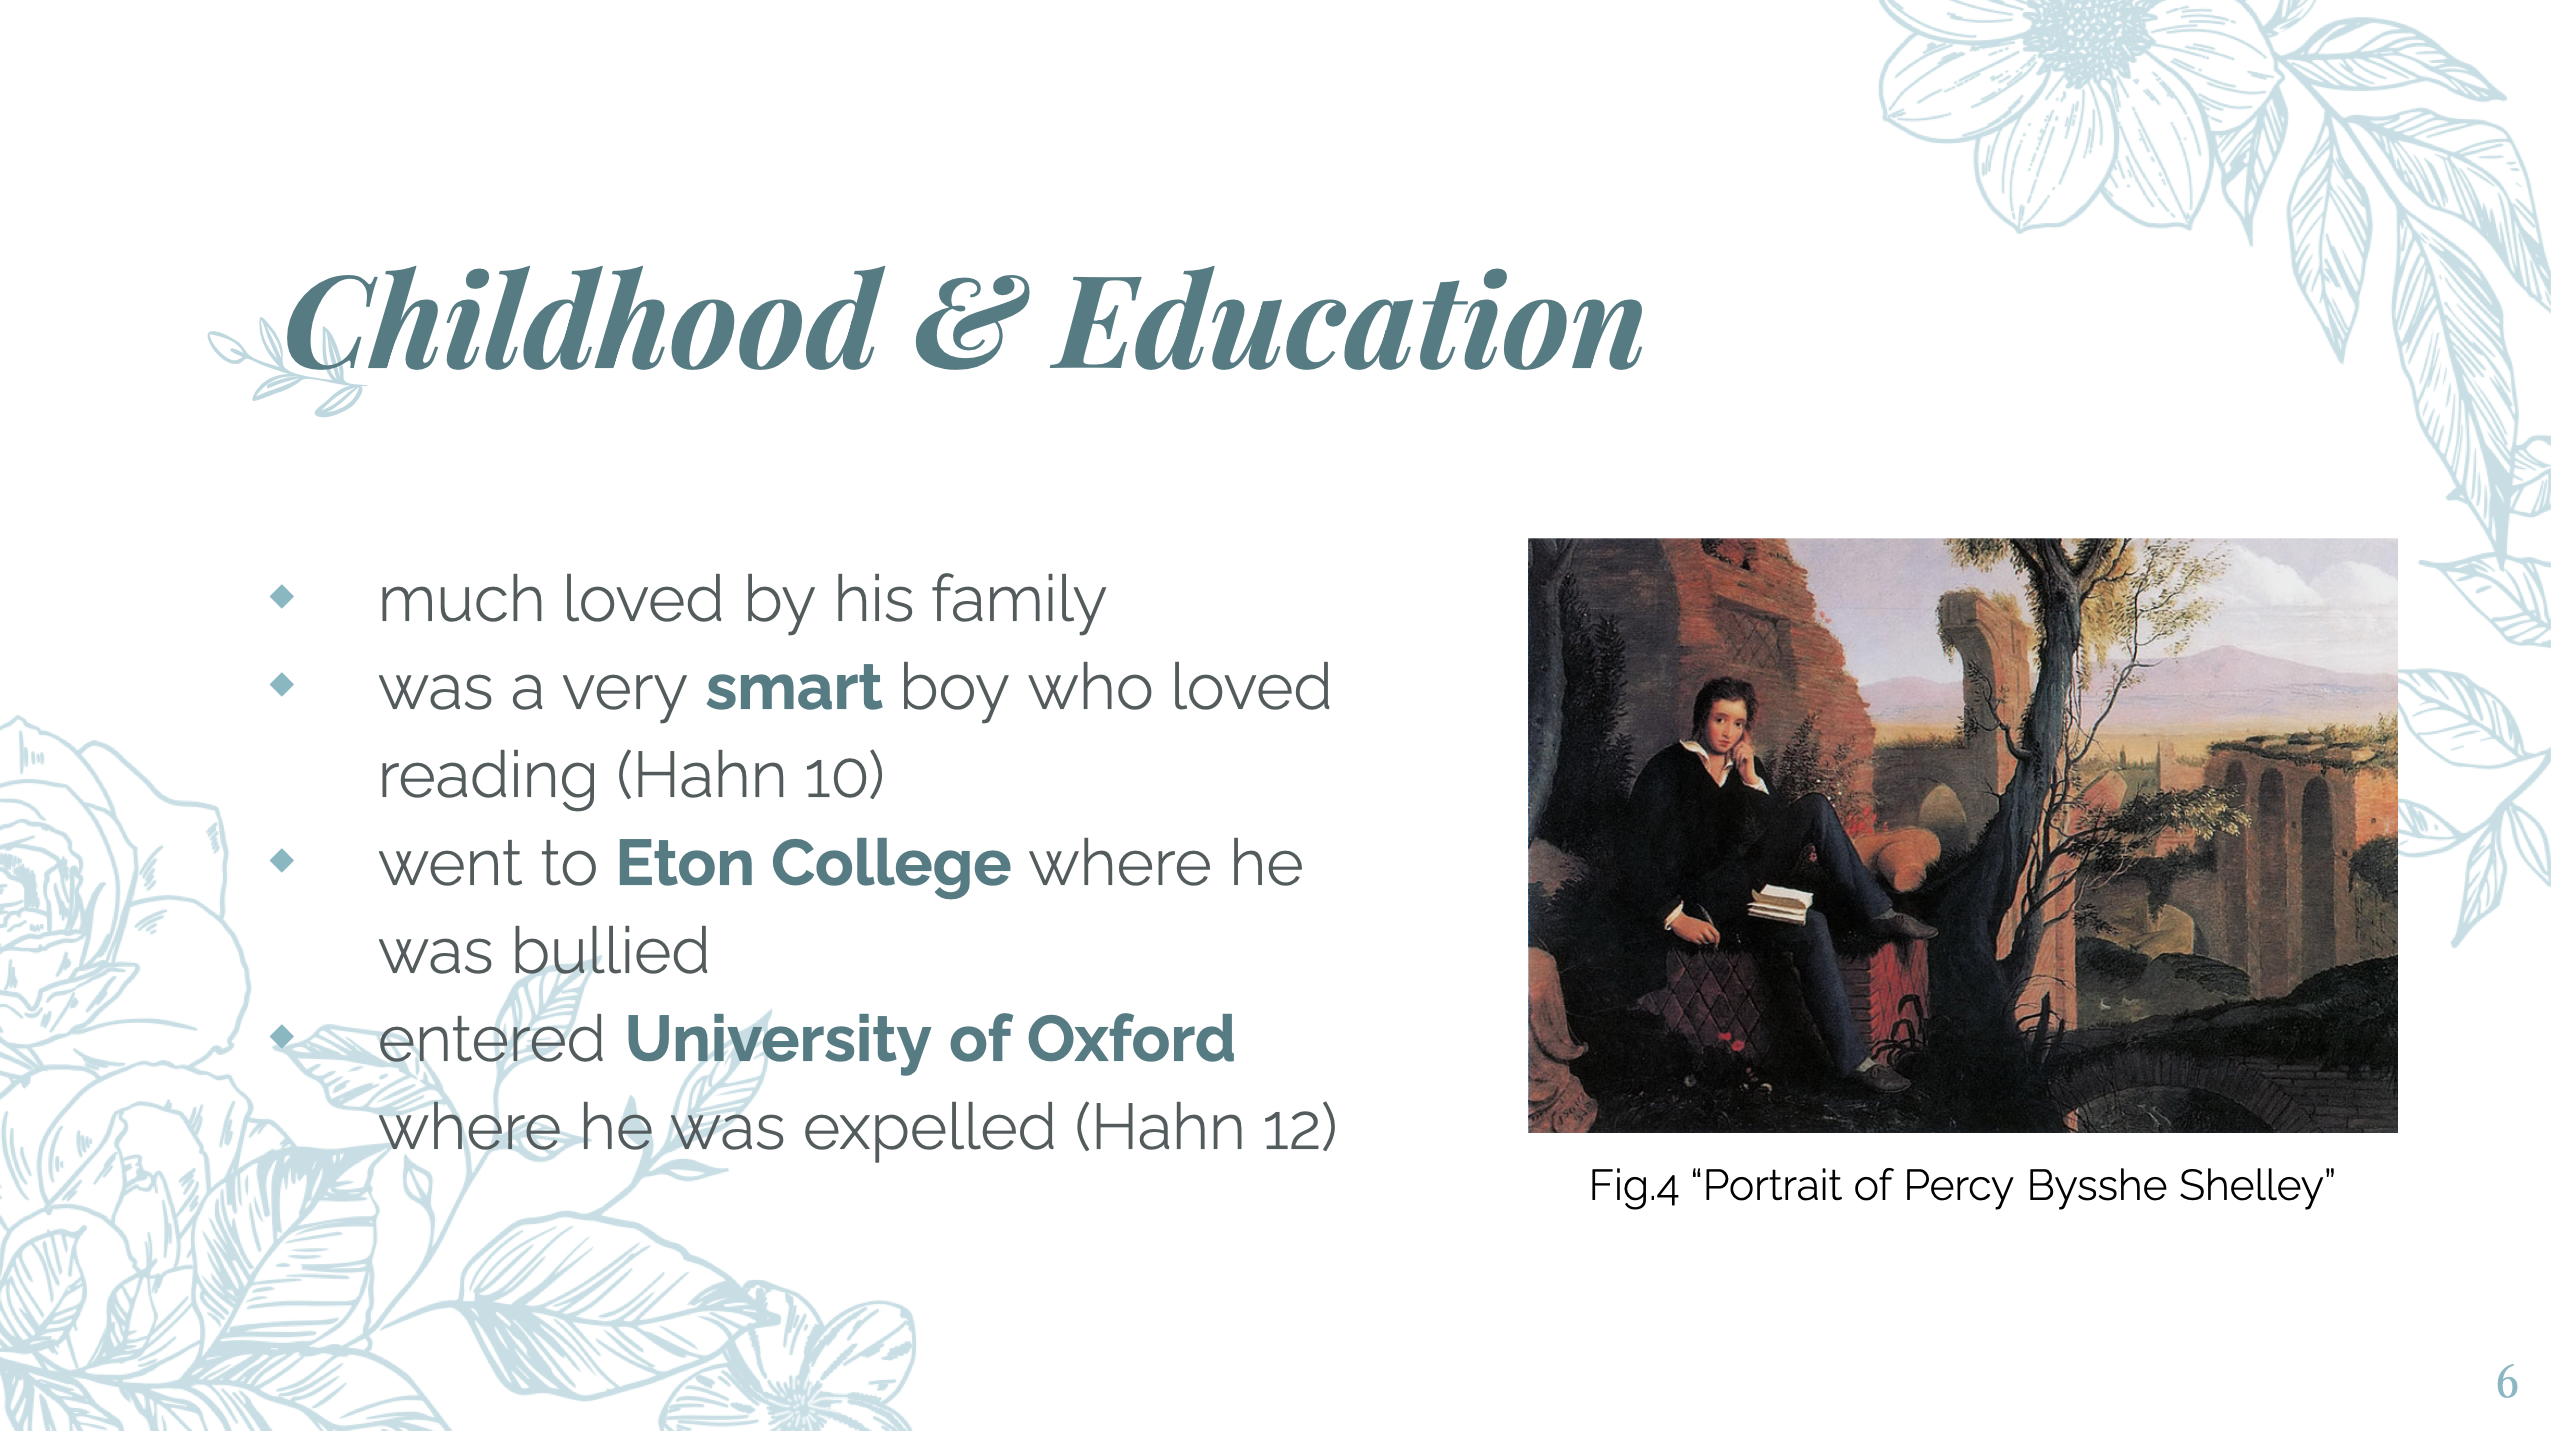 Childhood & Education
much loved by his family
was a very smart boy who loved
reading (Hahn 10)
went to Eton College where he
was bullied
entered University of Oxford
where he was expelled (Hahn 12)
Fig.4 “Portrait of Percy Bysshe Shelley”
6